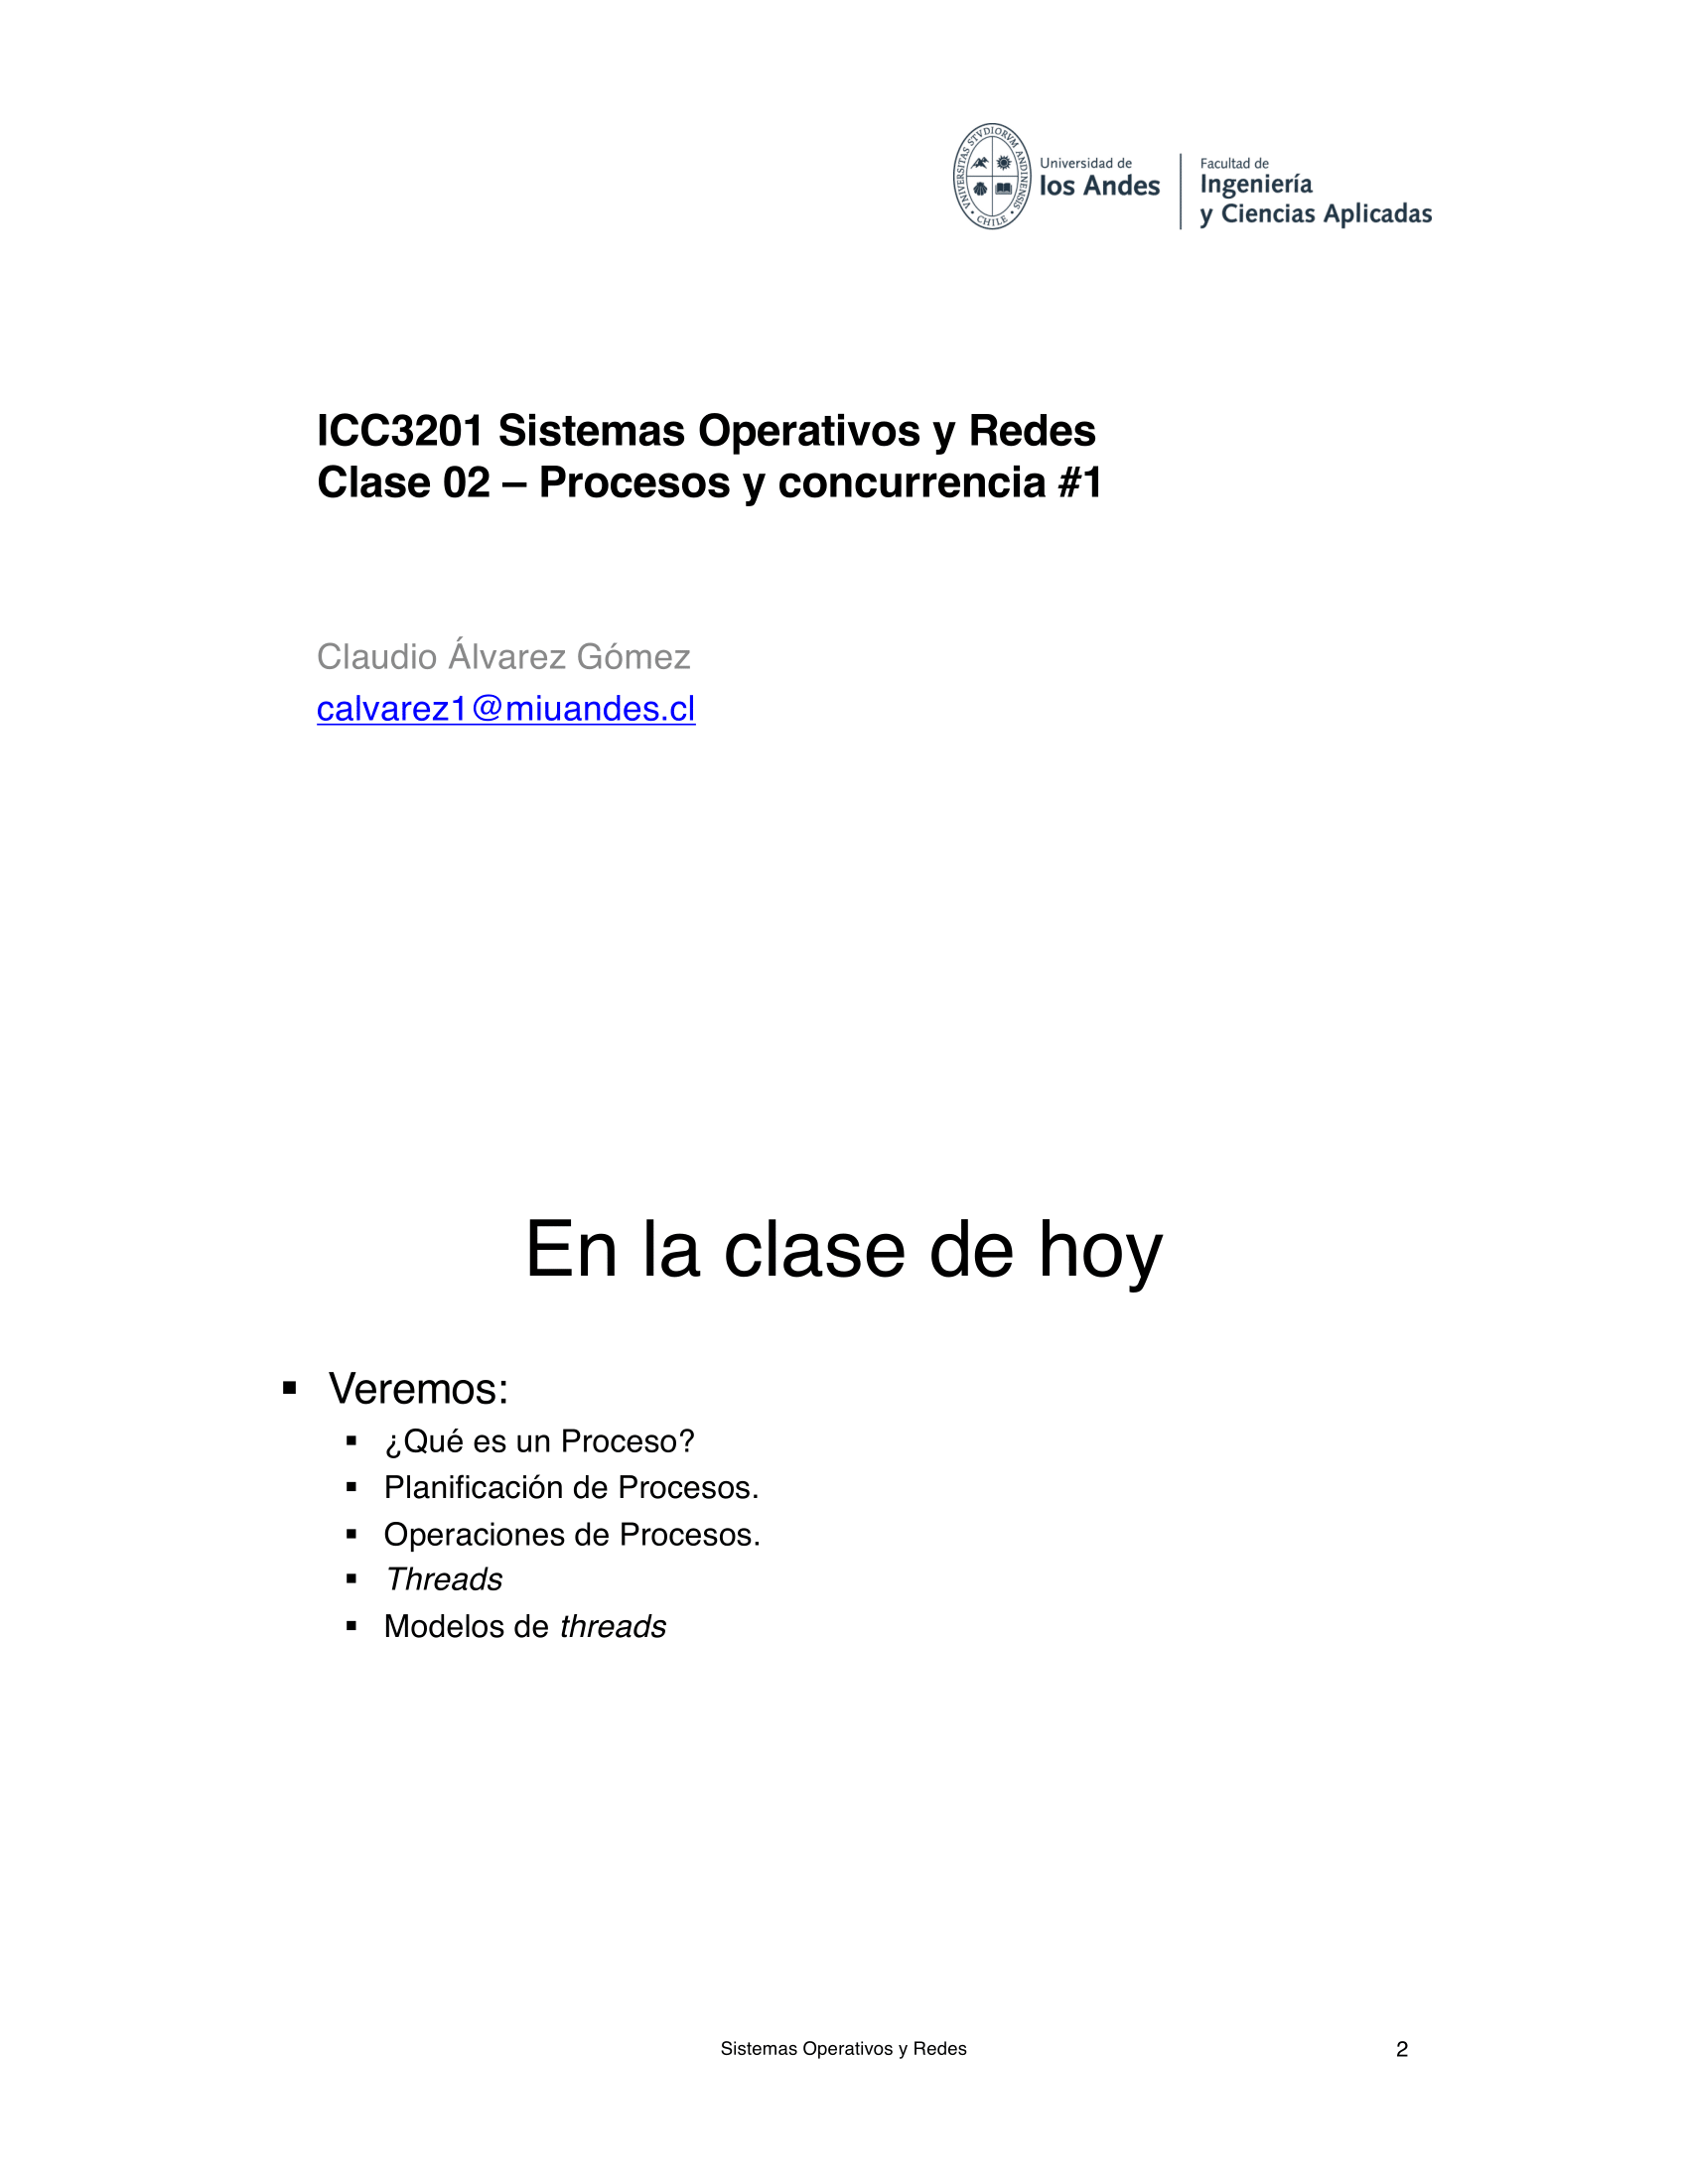 VNIVERSITAS STVDIORVM ANDINENSIS
• CHILE •
Universidad de
los Andes
Facultad de
Ingeniería
y Ciencias Aplicadas
ICC3201 Sistemas Operativos y Redes
Clase 02 – Procesos y concurrencia #1
Claudio Álvarez Gómez
calvarez1@miuandes.cl
En la clase de hoy
▪ Veremos:
▪ ¿Qué es un Proceso?
▪ Planificación de Procesos.
▪ Operaciones de Procesos.
▪ Threads
▪ Modelos de threads
Sistemas Operativos y Redes
2